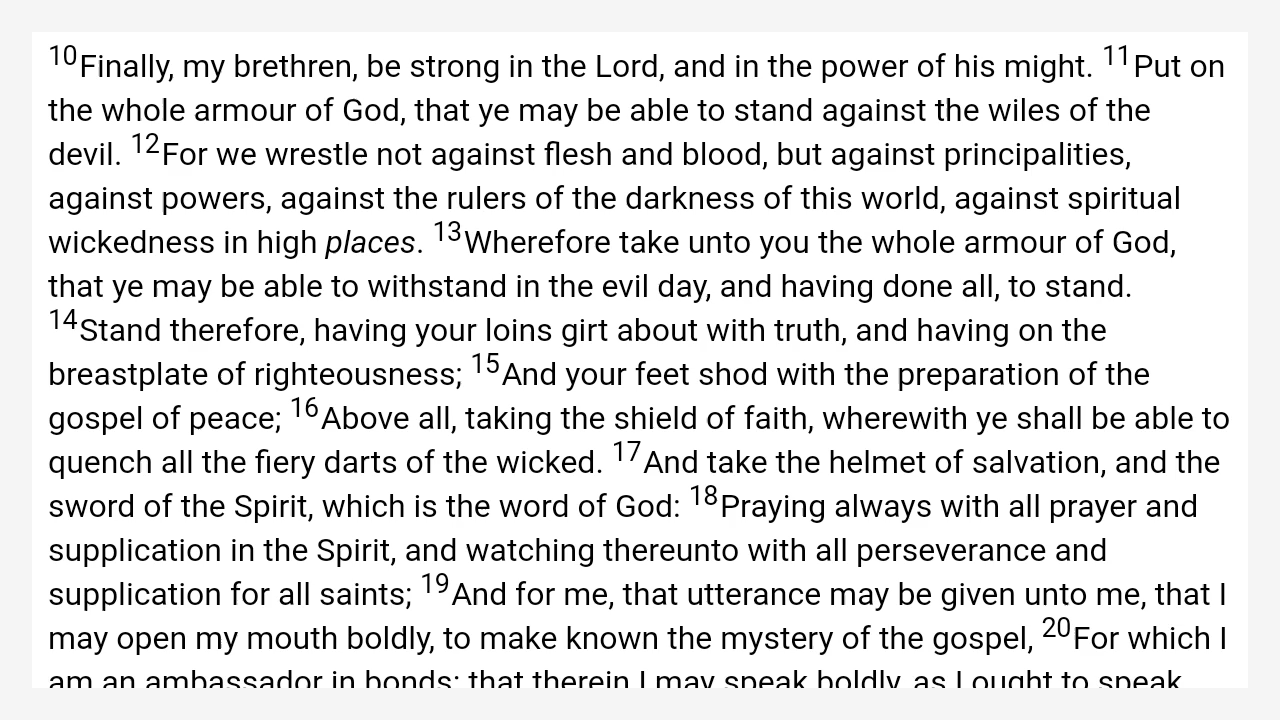 10Finally, my brethren, be strong in the Lord, and in the power of his might. 11Put on
the whole armour of God, that ye may be able to stand against the wiles of the
devil. 12For we wrestle not against flesh and blood, but against principalities,
against powers, against the rulers of the darkness of this world, against spiritual
wickedness in high places. 13Wherefore take unto you the whole armour of God,
that ye may be able to withstand in the evil day, and having done all, to stand.
14Stand therefore, having your loins girt about with truth, and having on the
breastplate of righteousness; 15And your feet shod with the preparation of the
gospel of peace; 16Above all, taking the shield of faith, wherewith ye shall be able to
quench all the fiery darts of the wicked. 17And take the helmet of salvation, and the
sword of the Spirit, which is the word of God: 18Praying always with all prayer and
supplication in the Spirit, and watching thereunto with all perseverance and
supplication for all saints; 19And for me, that utterance may be given unto me, that I
may open my mouth boldly, to make known the mystery of the gospel, 20For which I
am an ambassador in bonds: that therein I may speak boldly, as I ought to speak.